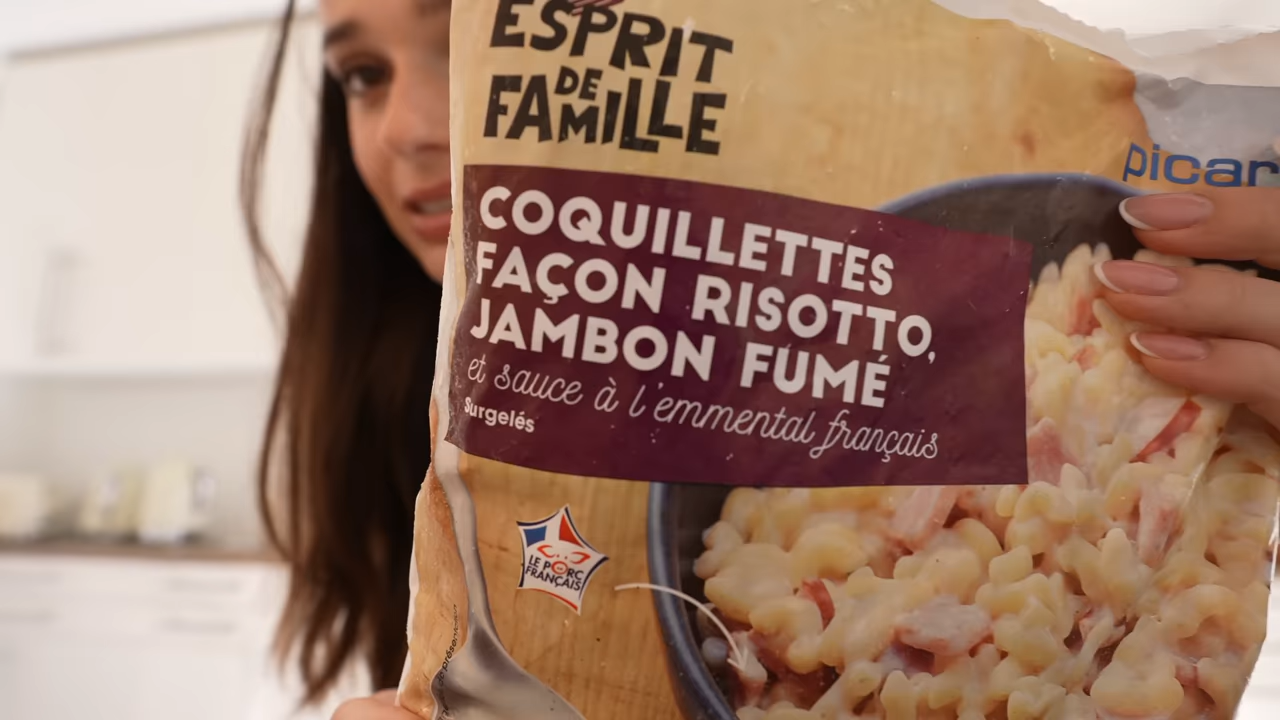 ESPRIT
DE
FAMILLE
picar
COQUILLETTES
FAÇON RISOTTO,
JAMBON FUMÉ
et sauce à l'emmental français
Surgelés
LE PORC
FRANÇAIS